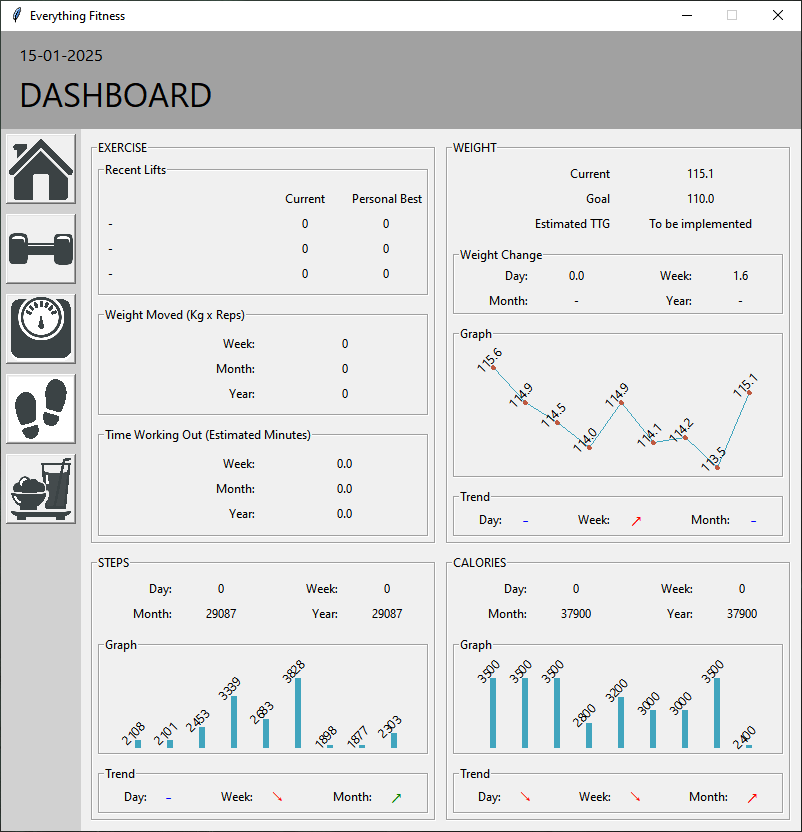 Everything Fitness
15-01-2025
DASHBOARD
EXERCISE
Recent Lifts
Current Personal Best
- 0 0
- 0 0
- 0 0
Weight Moved (Kg x Reps)
Week: 0
Month: 0
Year: 0
Time Working Out (Estimated Minutes)
Week: 0.0
Month: 0.0
Year: 0.0
WEIGHT
Current 115.1
Goal 110.0
Estimated TTG To be implemented
Weight Change
Day: 0.0 Week: 1.6
Month: - Year: -
Graph
115.6 114.9 114.5 114.0 114.9 114.1 114.2 113.5 115.1
Trend
Day: - Week: ↗ Month: -
STEPS
Day: 0 Week: 0
Month: 29087 Year: 29087
Graph
2108 2101 2453 3339 2683 3828 1898 1877 2303
Trend
Day: - Week: ↘ Month: ↗
CALORIES
Day: 0 Week: 0
Month: 37900 Year: 37900
Graph
3500 3500 3500 2800 3200 3000 3000 3500 2400
Trend
Day: ↘ Week: ↘ Month: ↗